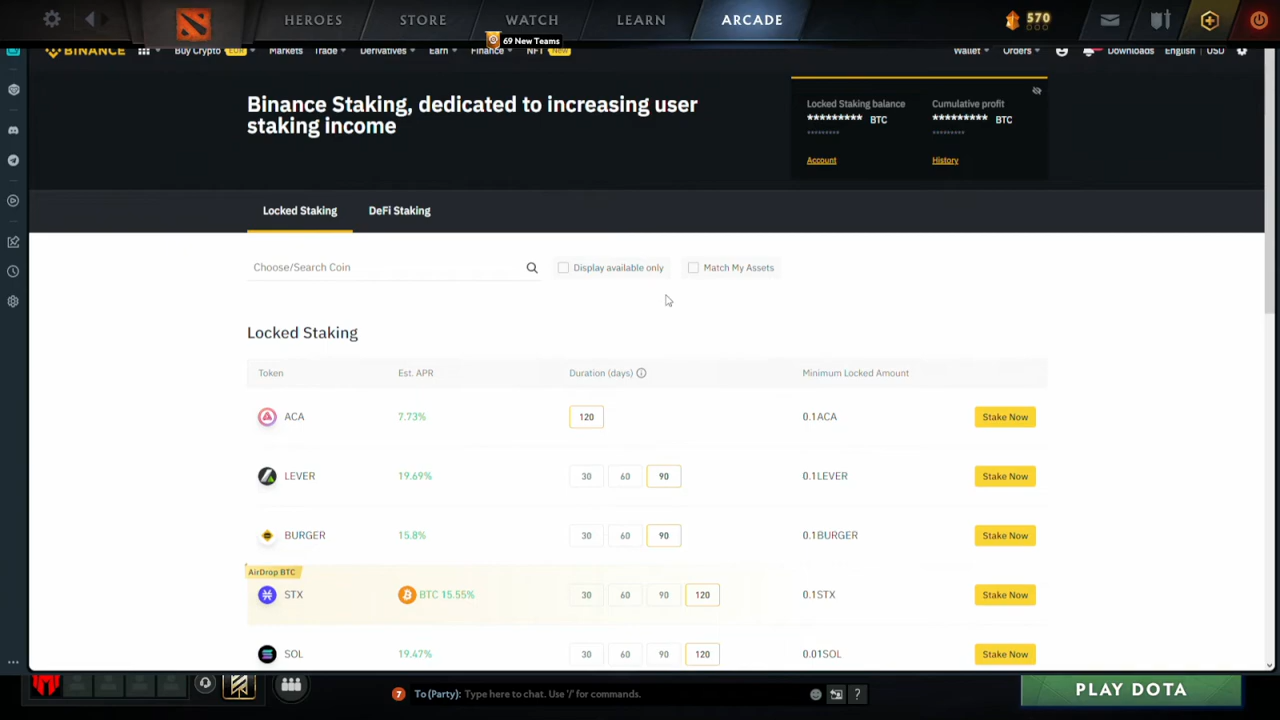 HEROES STORE WATCH LEARN ARCADE 570
69 New Teams
BINANCE Buy Crypto EUR Markets Trade Derivatives Earn Finance NFT New Wallet Orders Downloads English USD
Binance Staking, dedicated to increasing user
staking income
Locked Staking balance Cumulative profit
********* BTC ********* BTC
********* *********
Account History
Locked Staking DeFi Staking
Choose/Search Coin Display available only Match My Assets
Locked Staking
Token Est. APR Duration (days) Minimum Locked Amount
ACA 7.73% 120 0.1ACA Stake Now
LEVER 19.69% 30 60 90 0.1LEVER Stake Now
BURGER 15.8% 30 60 90 0.1BURGER Stake Now
AirDrop BTC
STX BTC 15.55% 30 60 90 120 0.1STX Stake Now
SOL 19.47% 30 60 90 120 0.01SOL Stake Now
7 To (Party): Type here to chat. Use '/' for commands. ?
PLAY DOTA